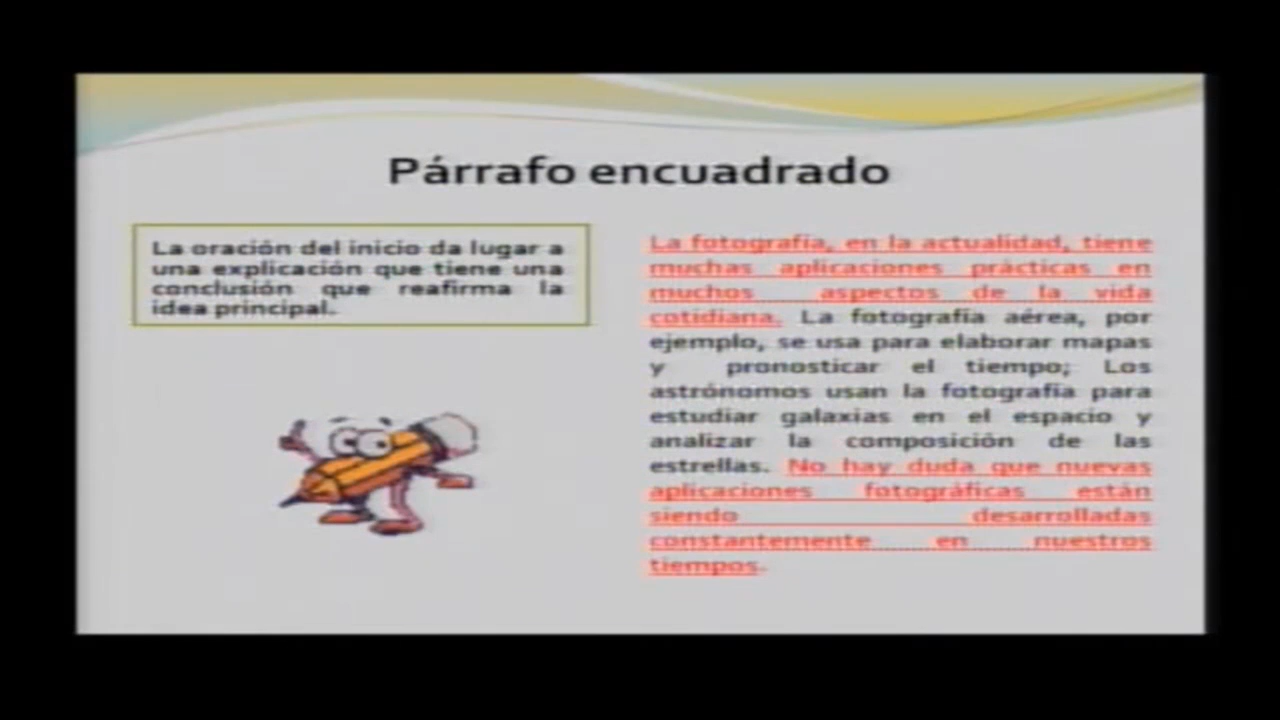 Párrafo encuadrado
La oración del inicio da lugar a
una explicación que tiene una
conclusión que reafirma la
idea principal.
La fotografía, en la actualidad, tiene
muchas aplicaciones prácticas en
muchos aspectos de la vida
cotidiana. La fotografía aérea, por
ejemplo, se usa para elaborar mapas
y pronosticar el tiempo; Los
astrónomos usan la fotografía para
estudiar galaxias en el espacio y
analizar la composición de las
estrellas. No hay duda que nuevas
aplicaciones fotográficas están
siendo desarrolladas
constantemente en nuestros
tiempos.